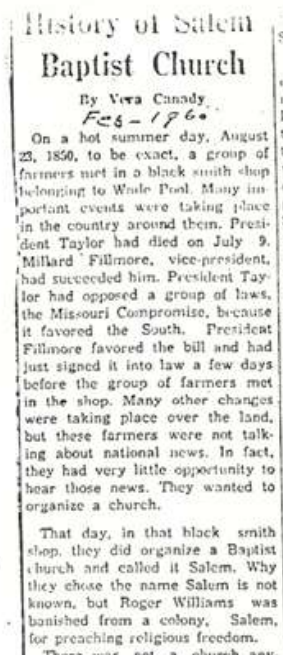 History of Salem
Baptist Church
By Vera Canady
Feb - 1960
On a hot summer day, August
23, 1850, to be exact, a group of
farmers met in a black smith shop
belonging to Wade Pool. Many im-
portant events were taking place
in the country around them. Presi-
dent Taylor had died on July 9.
Millard Fillmore, vice-president,
had succeeded him. President Tay-
lor had opposed a group of laws,
the Missouri Compromise, because
it favored the South. President
Fillmore favored the bill and had
just signed it into law a few days
before the group of farmers met
in the shop. Many other changes
were taking place over the land,
but these farmers were not talk-
ing about national news. In fact,
they had very little opportunity to
hear those news. They wanted to
organize a church.
That day, in that black smith
shop, they did organize a Baptist
church and called it Salem. Why
they chose the name Salem is not
known, but Roger Williams was
banished from a colony, Salem,
for preaching religious freedom.
There was not a church any-